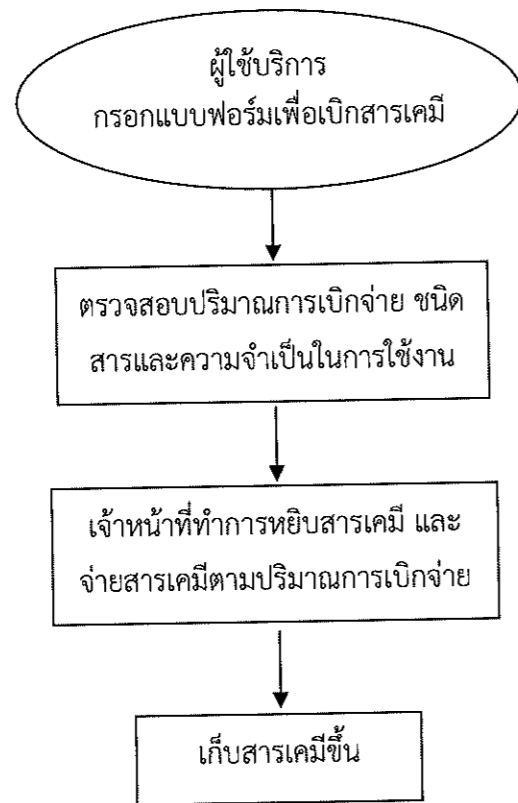 ผู้ใช้บริการ
กรอกแบบฟอร์มเพื่อเบิกสารเคมี
ตรวจสอบปริมาณการเบิกจ่าย ชนิด
สารและความจำเป็นในการใช้งาน
เจ้าหน้าที่ทำการหยิบสารเคมี และ
จ่ายสารเคมีตามปริมาณการเบิกจ่าย
เก็บสารเคมีขึ้น